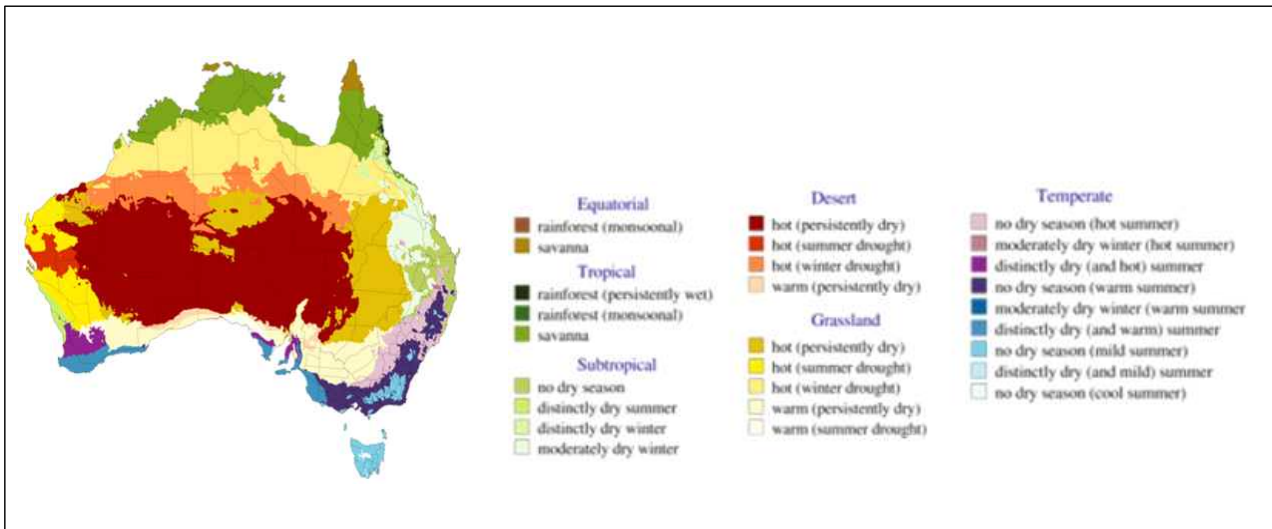 Equatorial
rainforest (monsoonal)
savanna
Tropical
rainforest (persistently wet)
rainforest (monsoonal)
savanna
Subtropical
no dry season
distinctly dry summer
distinctly dry winter
moderately dry winter
Desert
hot (persistently dry)
hot (summer drought)
hot (winter drought)
warm (persistently dry)
Grassland
hot (persistently dry)
hot (summer drought)
hot (winter drought)
warm (persistently dry)
warm (summer drought)
Temperate
no dry season (hot summer)
moderately dry winter (hot summer)
distinctly dry (and hot) summer
no dry season (warm summer)
moderately dry winter (warm summer
distinctly dry (and warm) summer
no dry season (mild summer)
distinctly dry (and mild) summer
no dry season (cool summer)